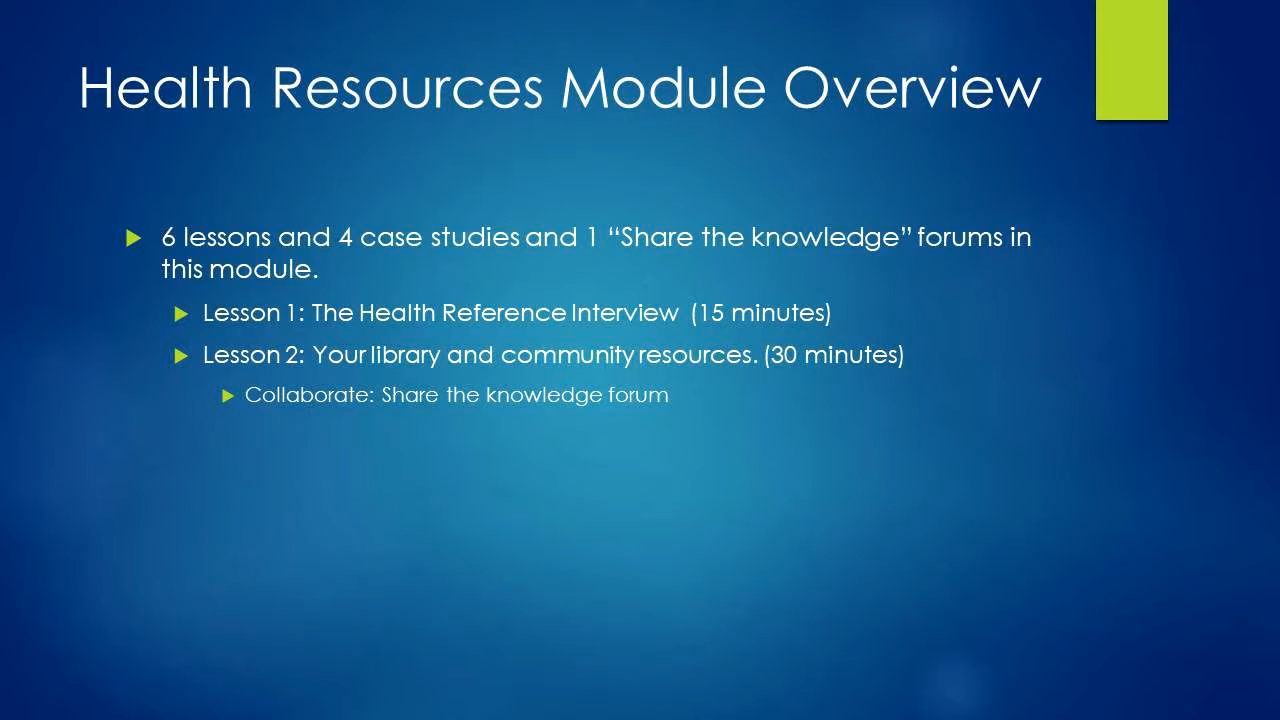 Health Resources Module Overview
6 lessons and 4 case studies and 1 “Share the knowledge” forums in
this module.
Lesson 1: The Health Reference Interview (15 minutes)
Lesson 2: Your library and community resources. (30 minutes)
Collaborate: Share the knowledge forum